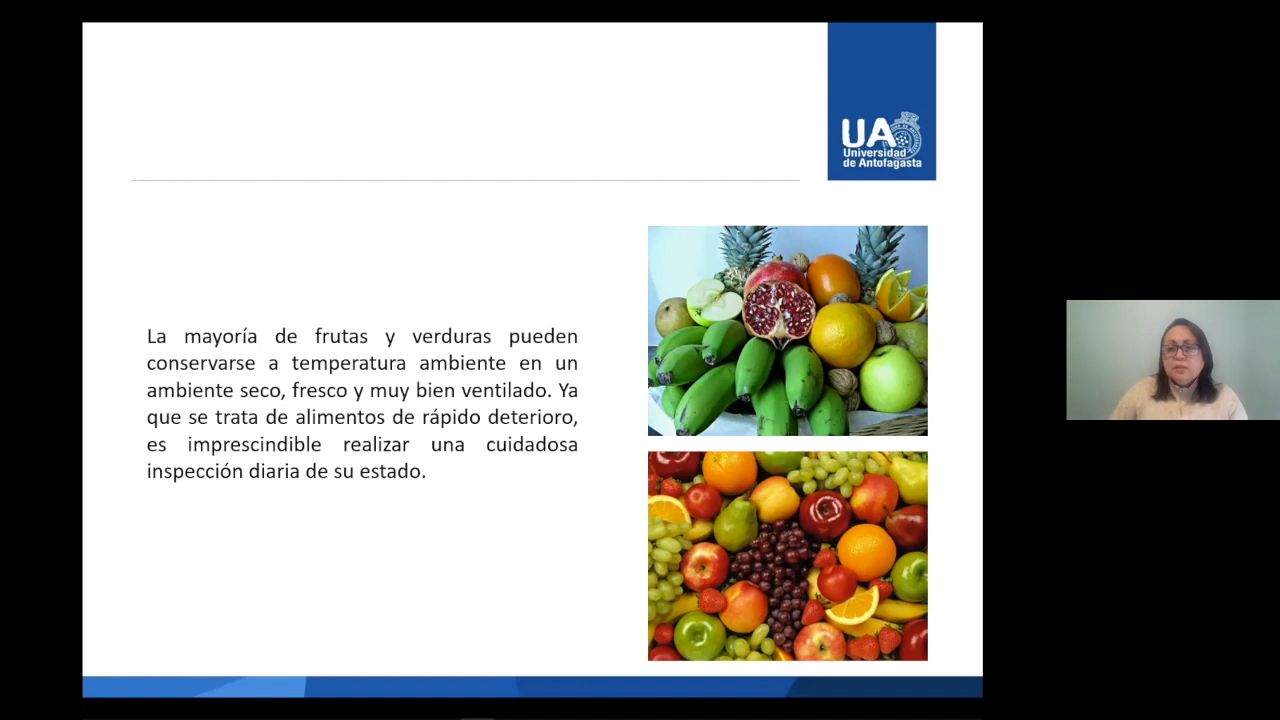 UA
Universidad
de Antofagasta
La mayoría de frutas y verduras pueden
conservarse a temperatura ambiente en un
ambiente seco, fresco y muy bien ventilado. Ya
que se trata de alimentos de rápido deterioro,
es imprescindible realizar una cuidadosa
inspección diaria de su estado.